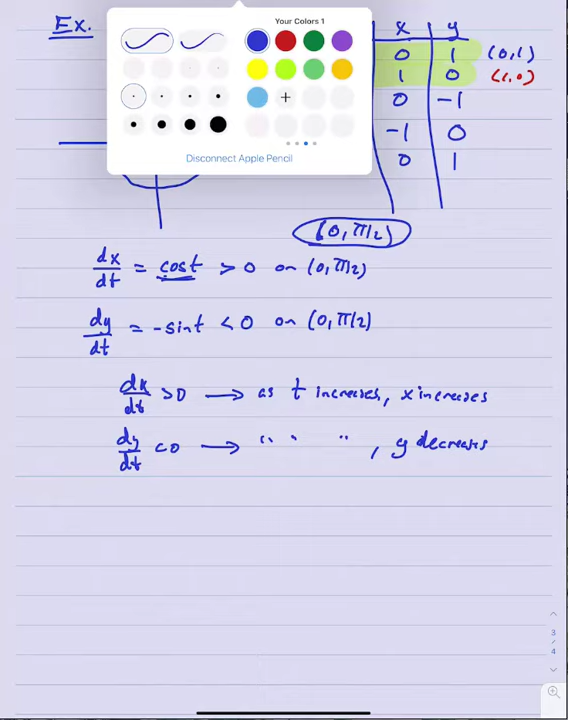 Ex.
Your Colors 1
Disconnect Apple Pencil
x y
0 1 (0,1)
1 0 (1,0)
0 -1
-1 0
0 1
(0, π/2)
dx/dt = cost > 0 on (0, π/2)
dy/dt = -sint < 0 on (0, π/2)
dx/dt >0 → as t increases, x increases
dy/dt <0 → " " " , y decreases
3
/
4